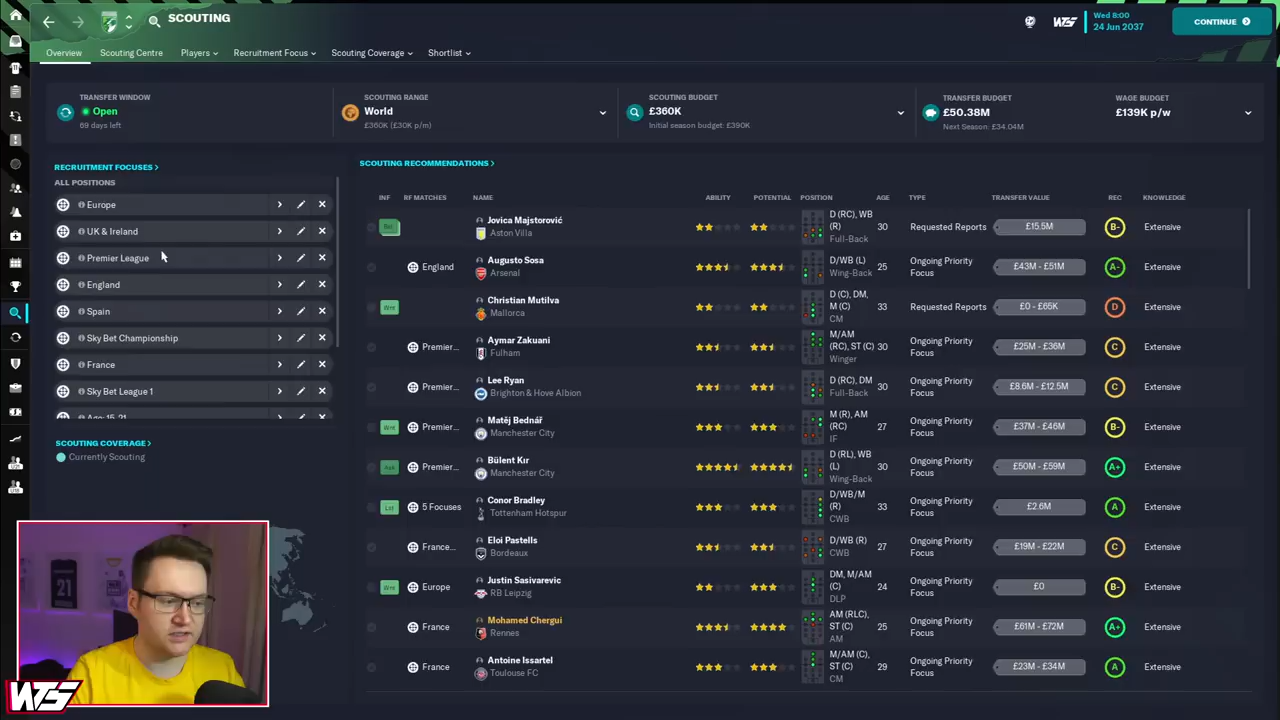 SCOUTING
WTS
Wed 8:00
24 Jun 2037
CONTINUE
Overview
Scouting Centre
Players
Recruitment Focus
Scouting Coverage
Shortlist
TRANSFER WINDOW
Open
69 days left
SCOUTING RANGE
World
£360K (£30K p/m)
SCOUTING BUDGET
£360K
Initial season budget: £390K
TRANSFER BUDGET
£50.38M
Next Season: £34.04M
WAGE BUDGET
£139K p/w
RECRUITMENT FOCUSES >
ALL POSITIONS
Europe
UK & Ireland
Premier League
England
Spain
Sky Bet Championship
France
Sky Bet League 1
Age: 15-21
SCOUTING COVERAGE >
Currently Scouting
SCOUTING RECOMMENDATIONS >
INF RF MATCHES NAME ABILITY POTENTIAL POSITION AGE TYPE TRANSFER VALUE REC KNOWLEDGE
Jovica Majstorović
Aston Villa
D (RC), WB (R)
Full-Back
30
Requested Reports
£15.5M
B-
Extensive
England
Augusto Sosa
Arsenal
D/WB (L)
Wing-Back
25
Ongoing Priority Focus
£43M - £51M
A-
Extensive
Wnt
Christian Mutilva
Mallorca
D (C), DM, M (C)
CM
33
Requested Reports
£0 - £65K
D
Extensive
Premier...
Aymar Zakuani
Fulham
M/AM (RC), ST (C)
Winger
30
Ongoing Priority Focus
£25M - £36M
C
Extensive
Premier...
Lee Ryan
Brighton & Hove Albion
D (RC), DM
Full-Back
30
Ongoing Priority Focus
£8.6M - £12.5M
C
Extensive
Wnt
Premier...
Matěj Bednář
Manchester City
M (R), AM (RC)
IF
27
Ongoing Priority Focus
£37M - £46M
B-
Extensive
Premier...
Bülent Kır
Manchester City
D (RL), WB (L)
Wing-Back
30
Ongoing Priority Focus
£50M - £59M
A+
Extensive
Lst
5 Focuses
Conor Bradley
Tottenham Hotspur
D/WB/M (R)
CWB
33
Ongoing Priority Focus
£2.6M
A
Extensive
France...
Eloi Pastells
Bordeaux
D/WB (R)
CWB
27
Ongoing Priority Focus
£19M - £22M
C
Extensive
Wnt
Europe
Justin Sasivarevic
RB Leipzig
DM, M/AM (C)
DLP
24
Ongoing Priority Focus
£0
B-
Extensive
France
Mohamed Chergui
Rennes
AM (RLC), ST (C)
AM
25
Ongoing Priority Focus
£61M - £72M
A+
Extensive
France
Antoine Issartel
Toulouse FC
M/AM (C), ST (C)
CM
29
Ongoing Priority Focus
£23M - £34M
A
Extensive
21
WTS